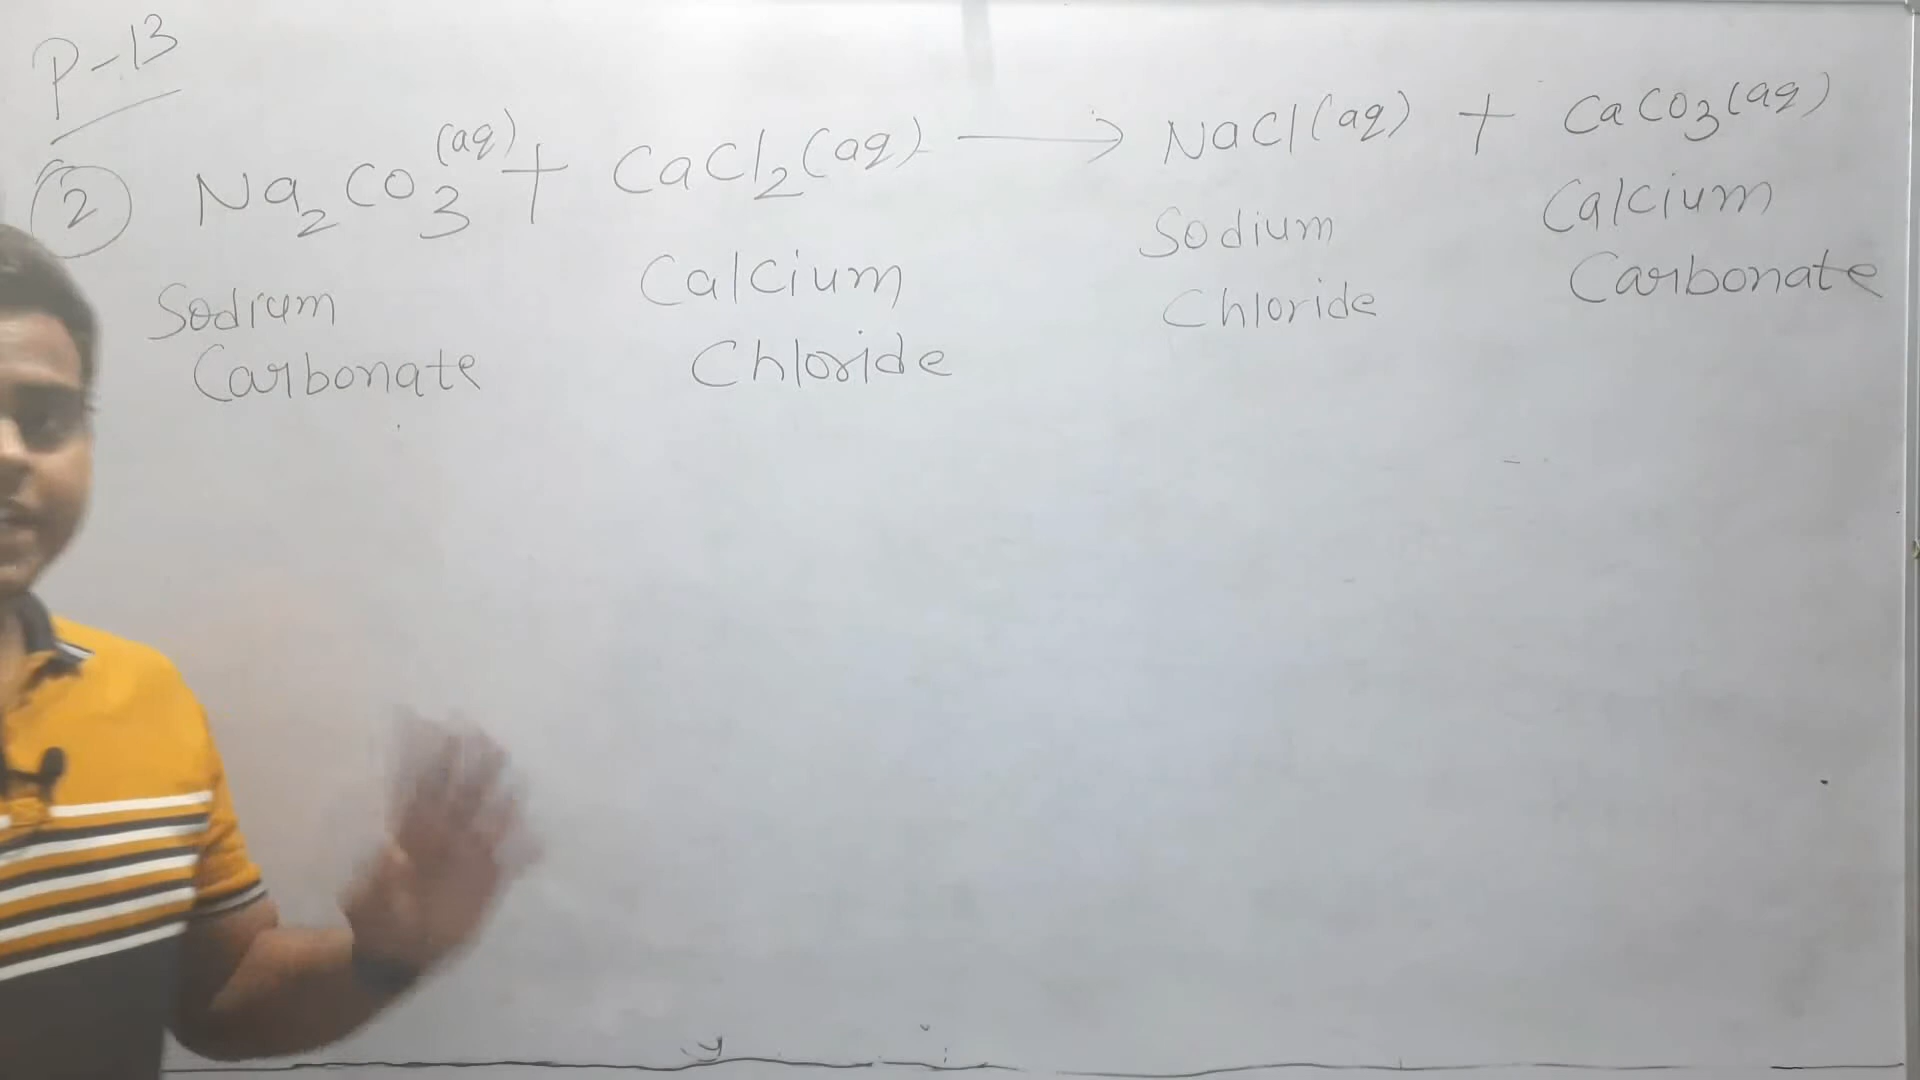 P-13
(2) Na2CO3(aq) + CaCl2(aq) → NaCl(aq) + CaCO3(aq)
Sodium Carbonate
Calcium Chloride
Sodium Chloride
Calcium Carbonate